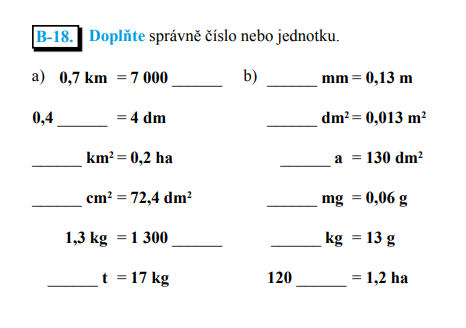 B-18. Doplňte správně číslo nebo jednotku.
a) 0,7 km = 7 000 ______ b) ______ mm = 0,13 m
0,4 ______ = 4 dm ______ dm² = 0,013 m²
______ km² = 0,2 ha ______ a = 130 dm²
______ cm² = 72,4 dm² ______ mg = 0,06 g
1,3 kg = 1 300 ______ ______ kg = 13 g
______ t = 17 kg 120 ______ = 1,2 ha